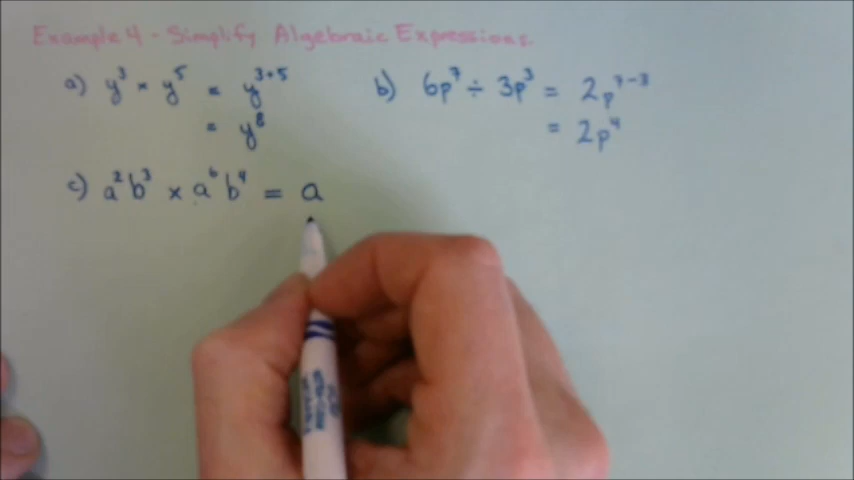 Example 4 - Simplify Algebraic Expressions.
a) y³ × y⁵ = y³⁺⁵ b) 6p⁷ ÷ 3p³ = 2p⁷⁻³
= y⁸ = 2p⁴
c) a²b³ × a⁶b⁴ = a